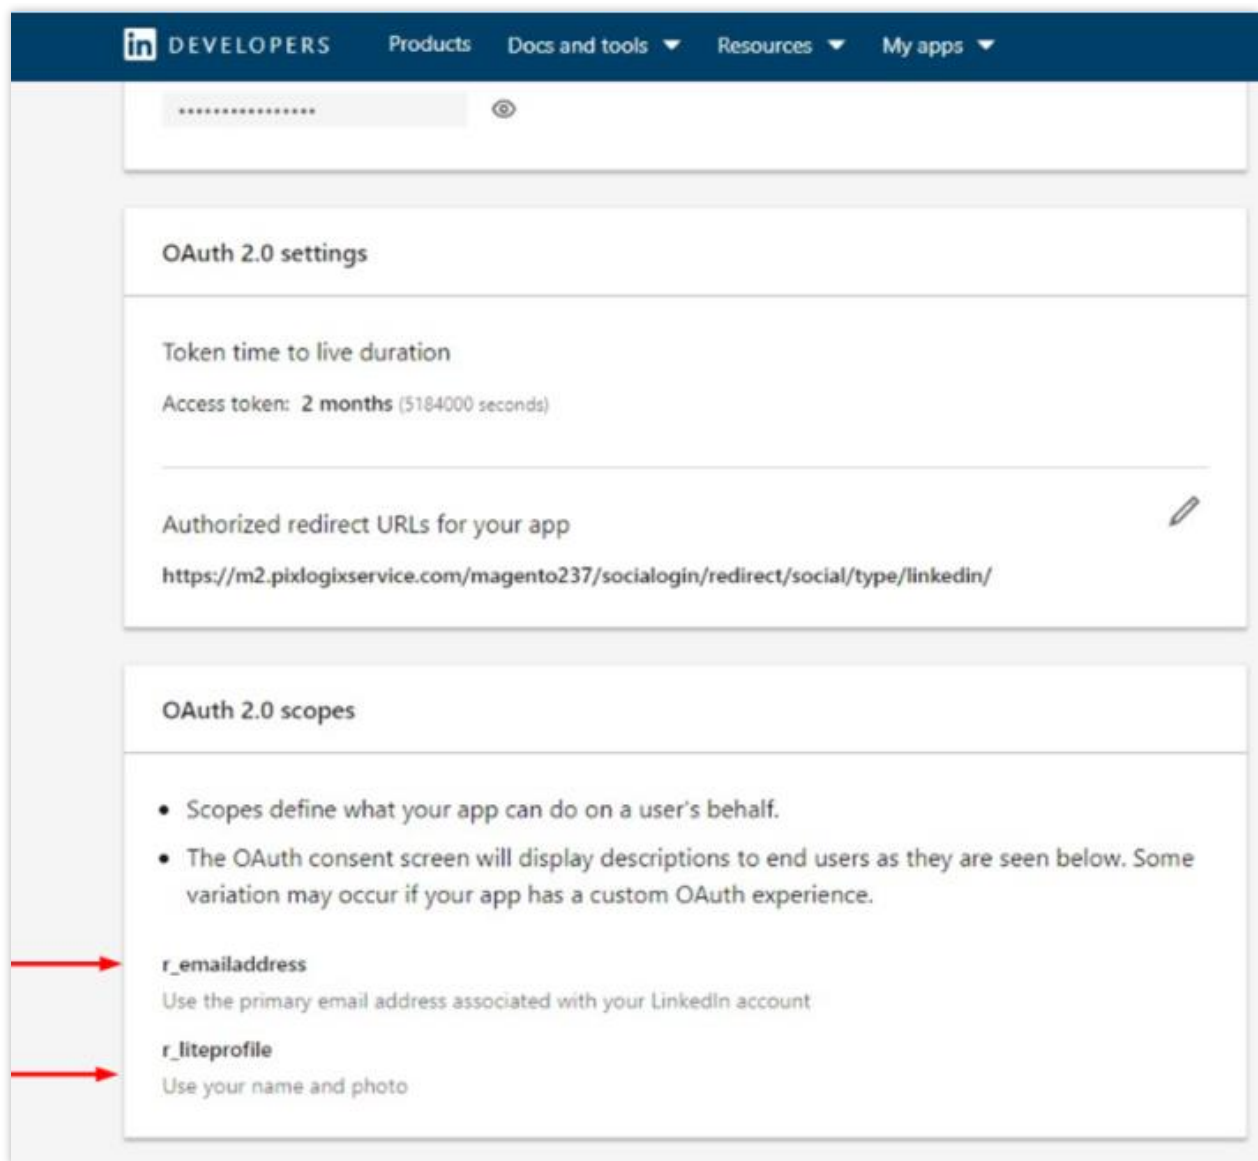 in DEVELOPERS Products Docs and tools Resources My apps
••••••••••••••••
OAuth 2.0 settings
Token time to live duration
Access token: 2 months (5184000 seconds)
Authorized redirect URLs for your app
https://m2.pixlogixservice.com/magento237/socialogin/redirect/social/type/linkedin/
OAuth 2.0 scopes
• Scopes define what your app can do on a user's behalf.
• The OAuth consent screen will display descriptions to end users as they are seen below. Some
variation may occur if your app has a custom OAuth experience.
r_emailaddress
Use the primary email address associated with your LinkedIn account
r_liteprofile
Use your name and photo